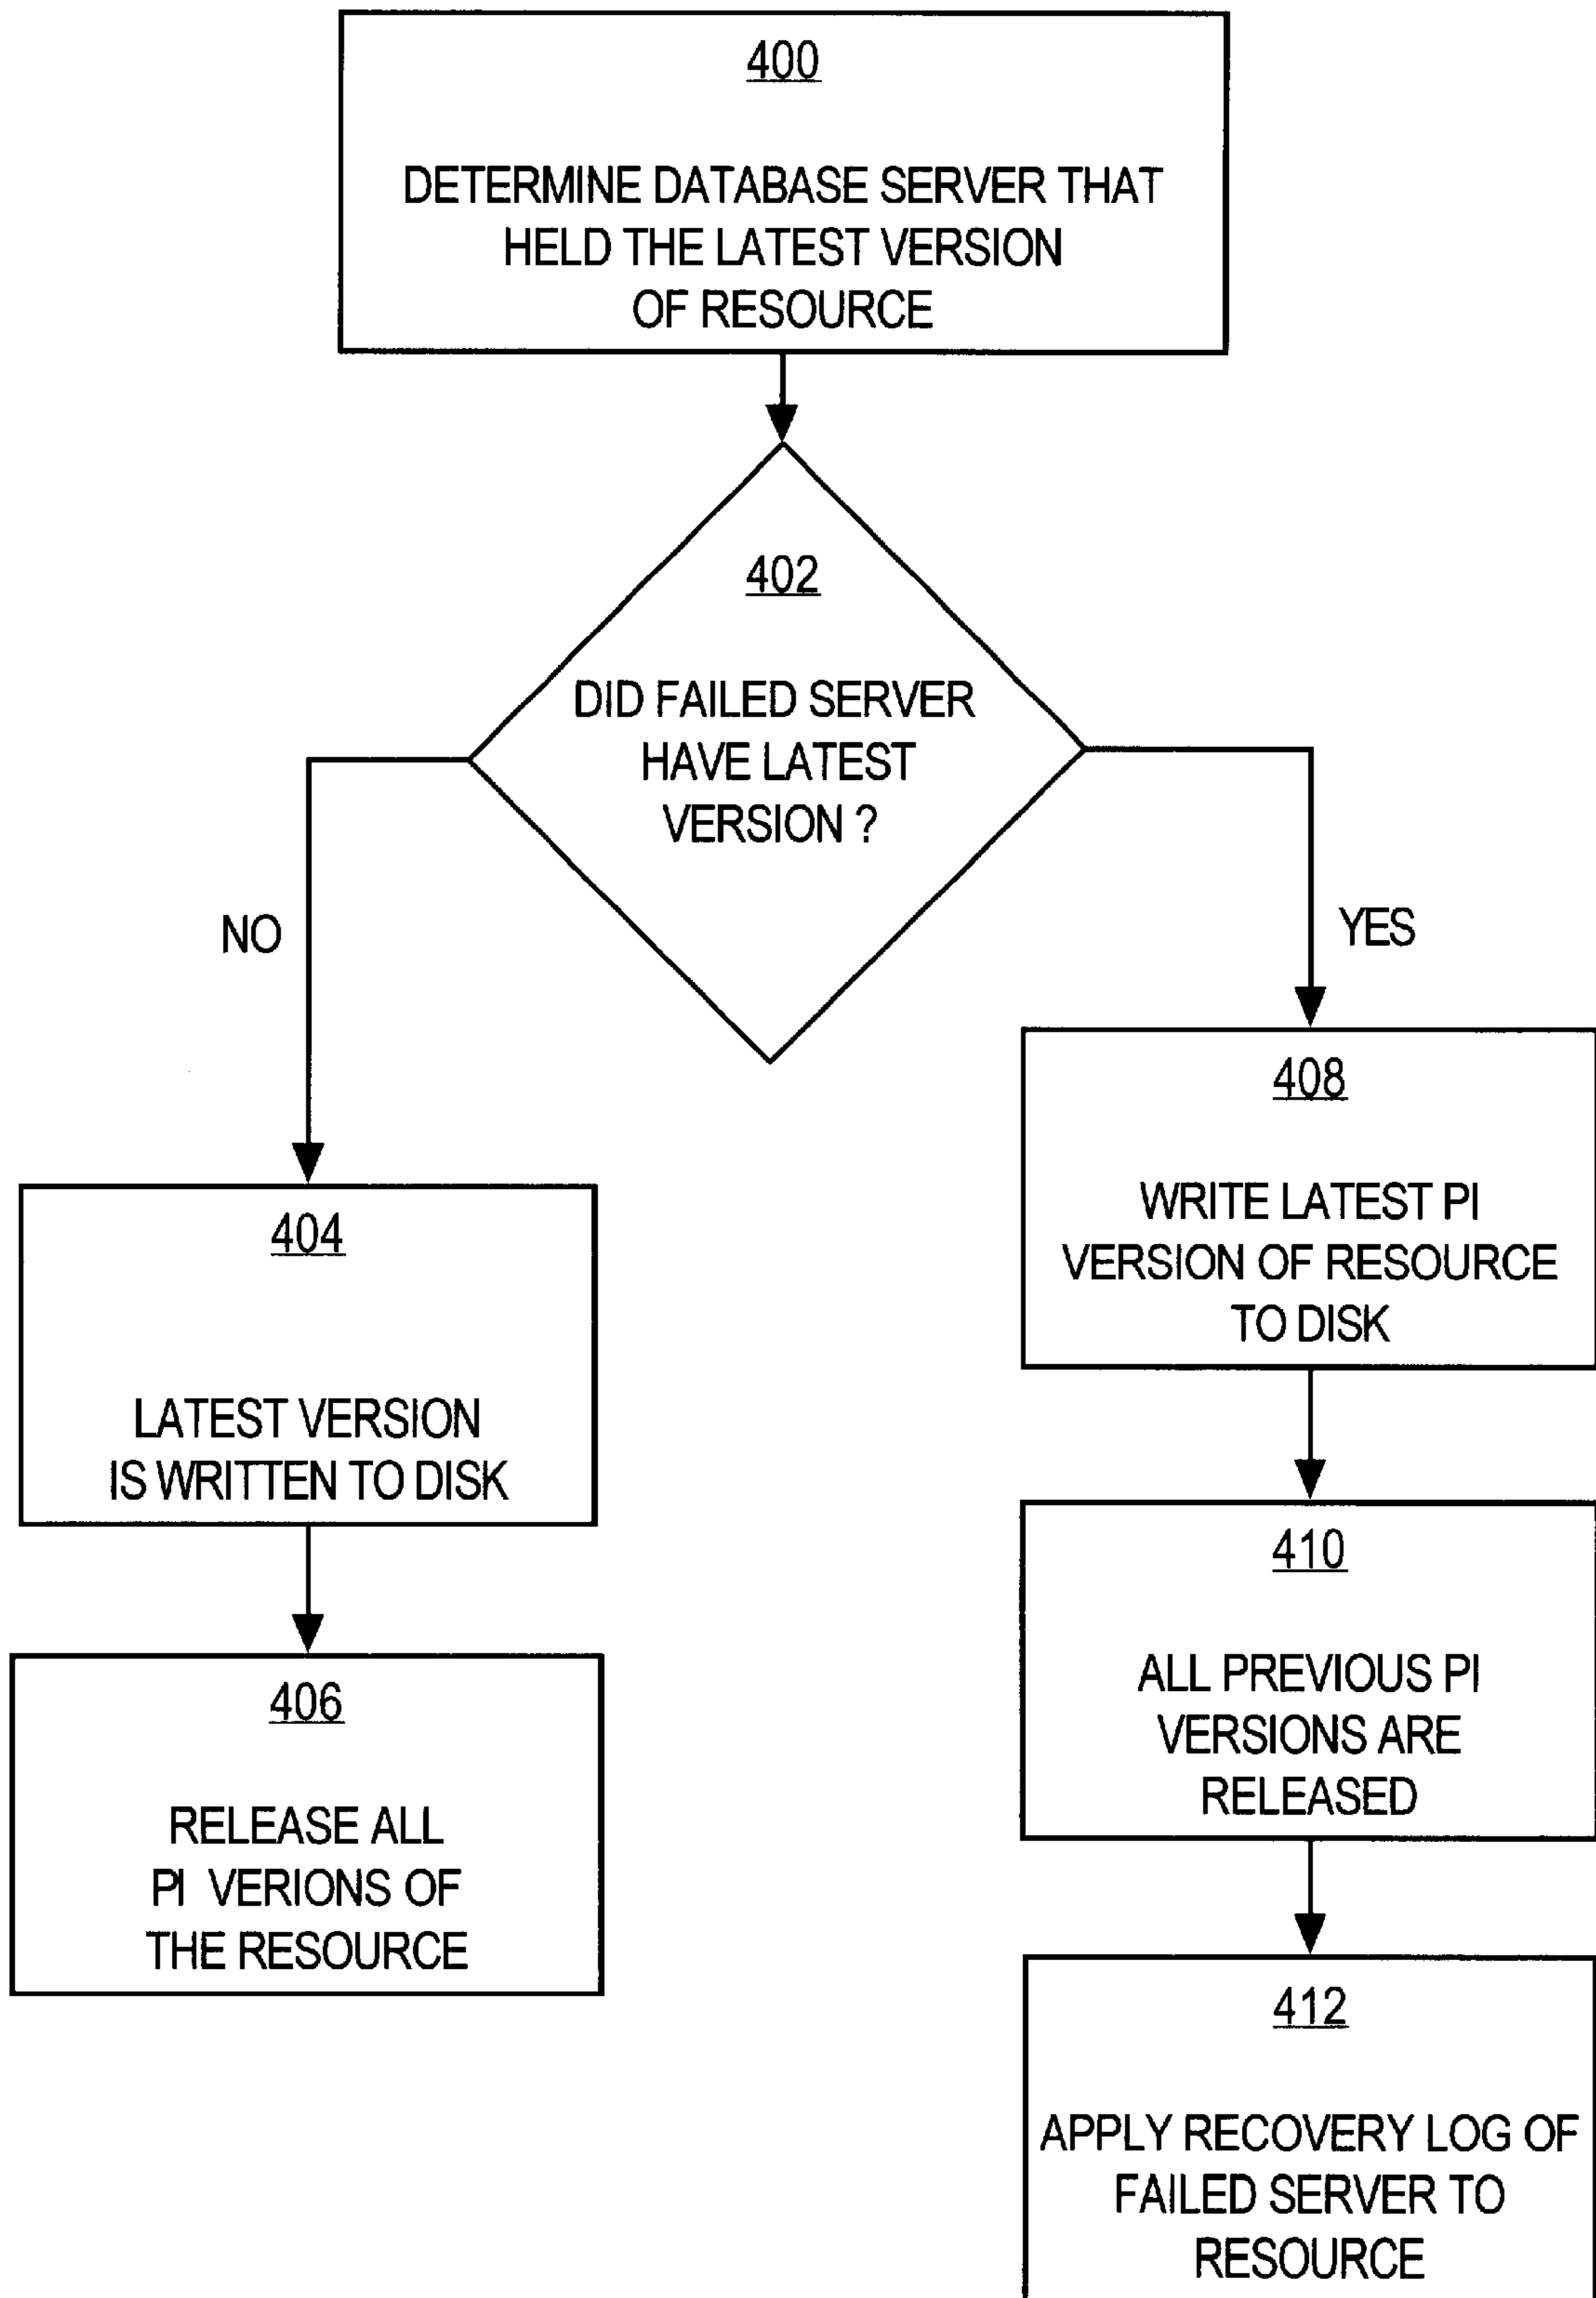 400
DETERMINE DATABASE SERVER THAT
HELD THE LATEST VERSION
OF RESOURCE
402
DID FAILED SERVER
HAVE LATEST
VERSION ?
NO
YES
404
LATEST VERSION
IS WRITTEN TO DISK
406
RELEASE ALL
PI VERIONS OF
THE RESOURCE
408
WRITE LATEST PI
VERSION OF RESOURCE
TO DISK
410
ALL PREVIOUS PI
VERSIONS ARE
RELEASED
412
APPLY RECOVERY LOG OF
FAILED SERVER TO
RESOURCE